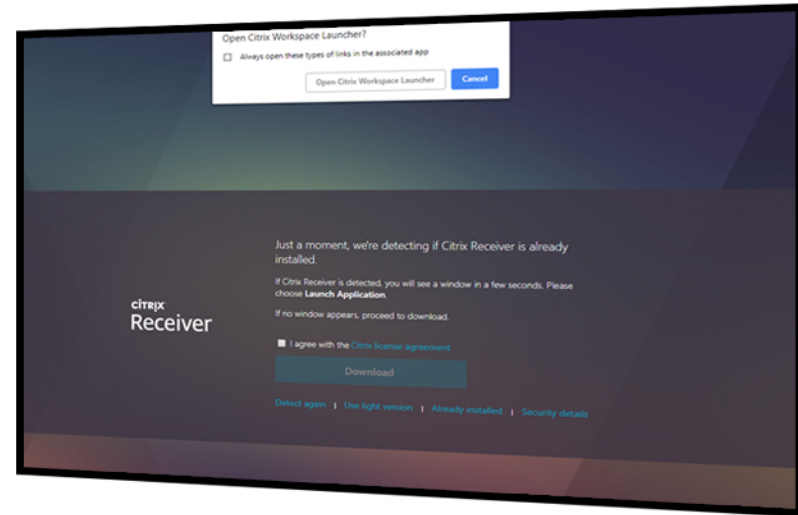 Open Citrix Workspace Launcher?
Always open these types of links in the associated app
Open Citrix Workspace Launcher
Cancel
Just a moment, we're detecting if Citrix Receiver is already
installed.
If Citrix Receiver is detected, you will see a window in a few seconds. Please
choose Launch Application.
If no window appears, proceed to download.
CİTRIX
Receiver
I agree with the Citrix license agreement
Download
Detect again | Use light version | Already installed | Security details